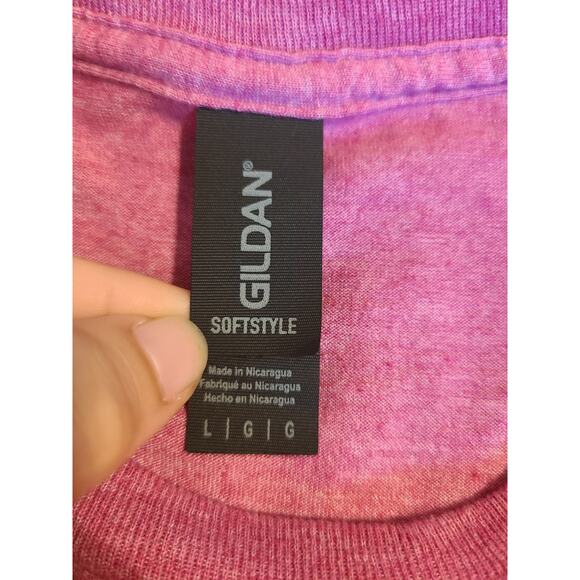 GILDAN®
SOFTSTYLE
Made in Nicaragua
Fabriqué au Nicaragua
Hecho en Nicaragua
L | G | G